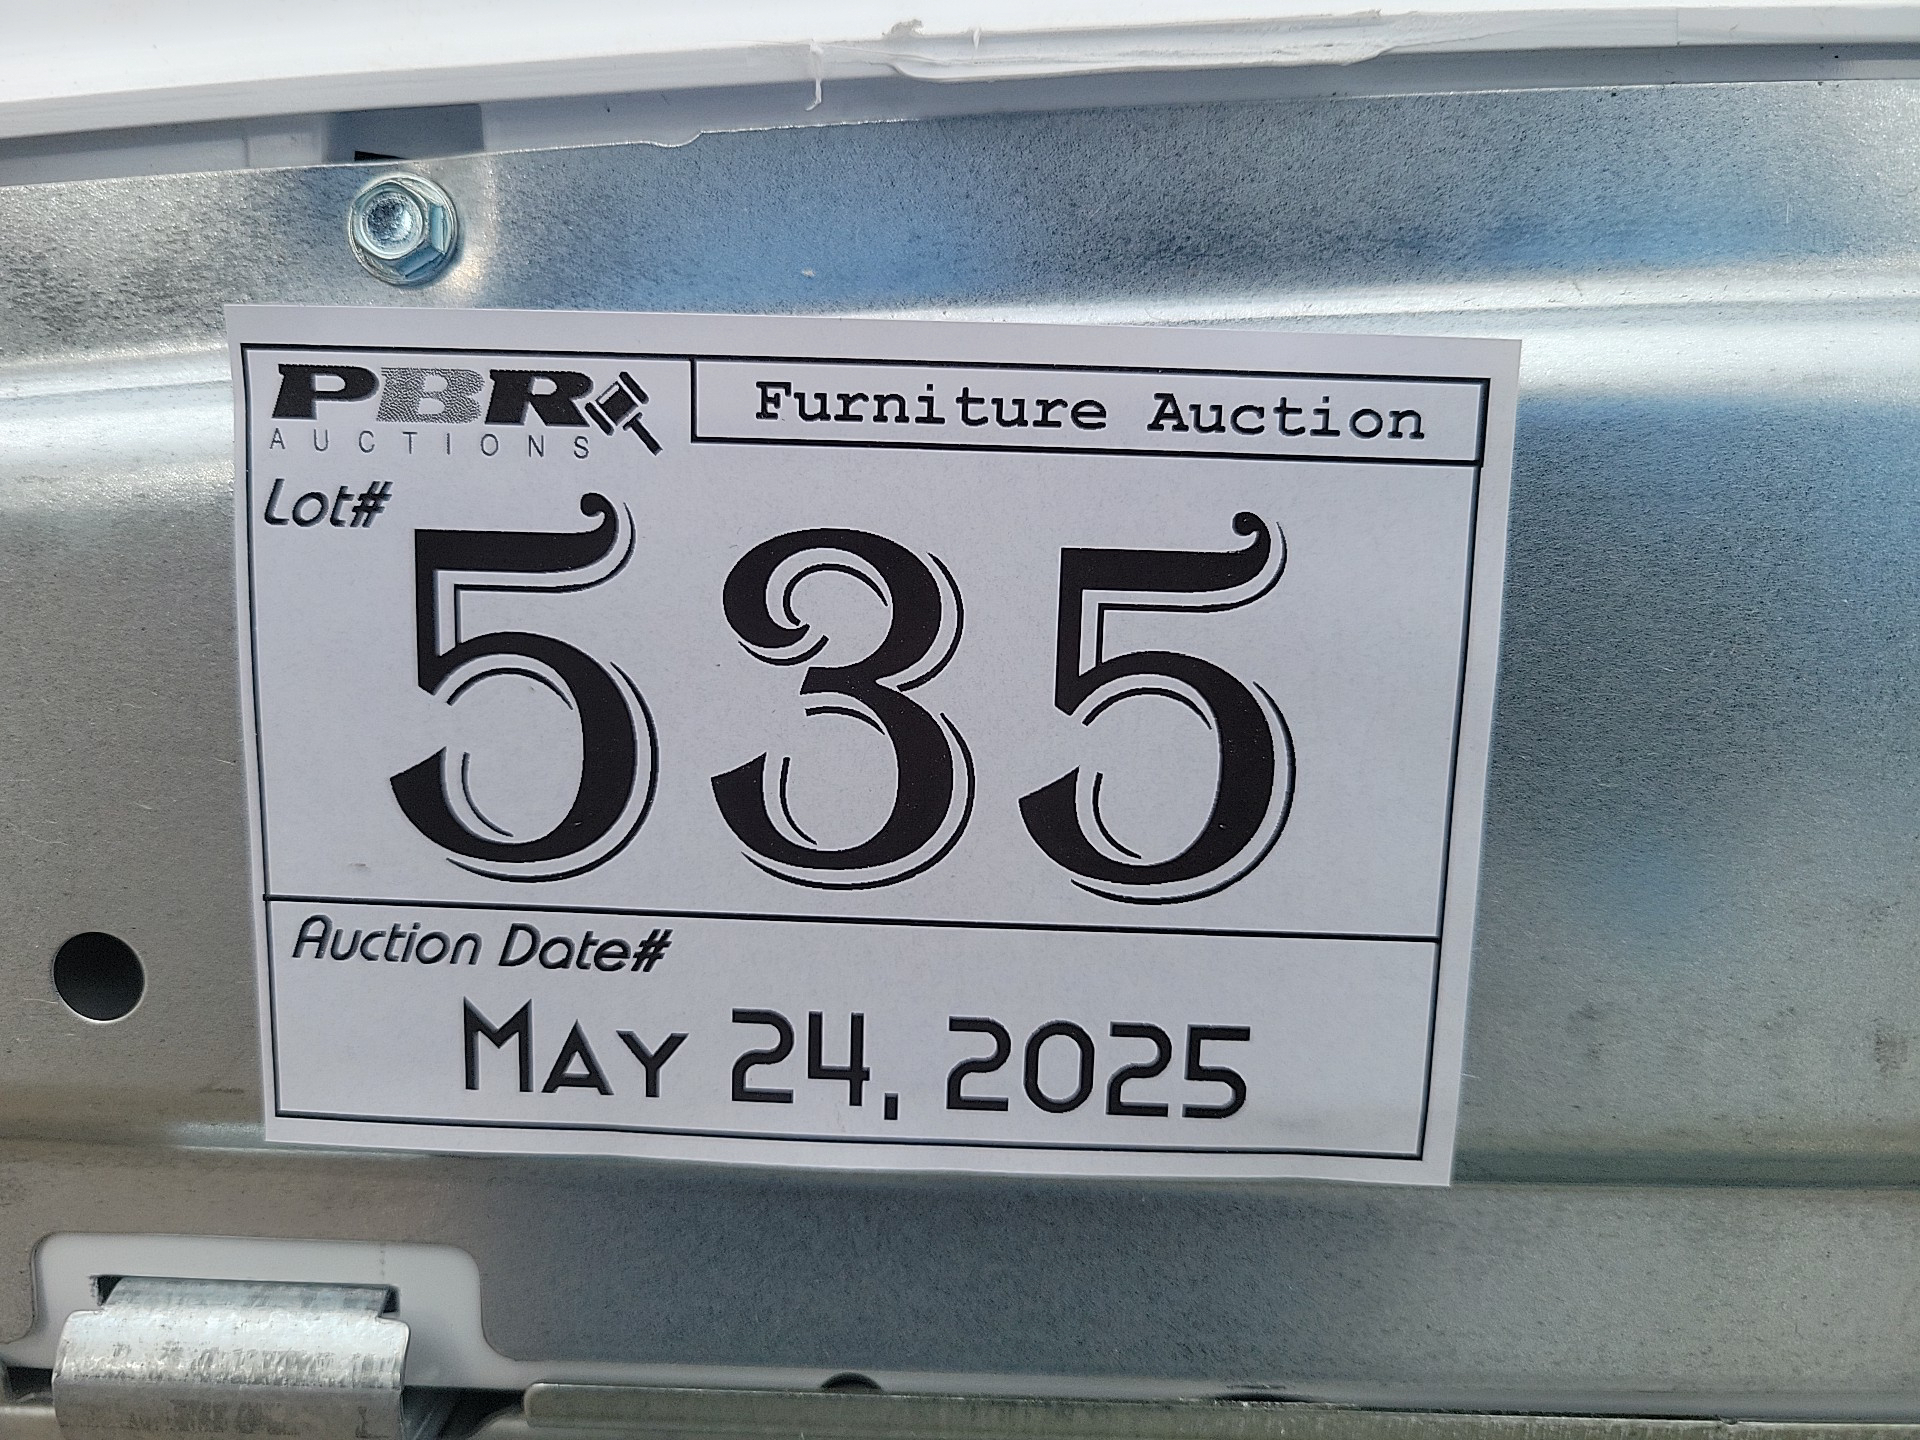 PBR
AUCTIONS
Furniture Auction
Lot#
535
Auction Date#
May 24, 2025